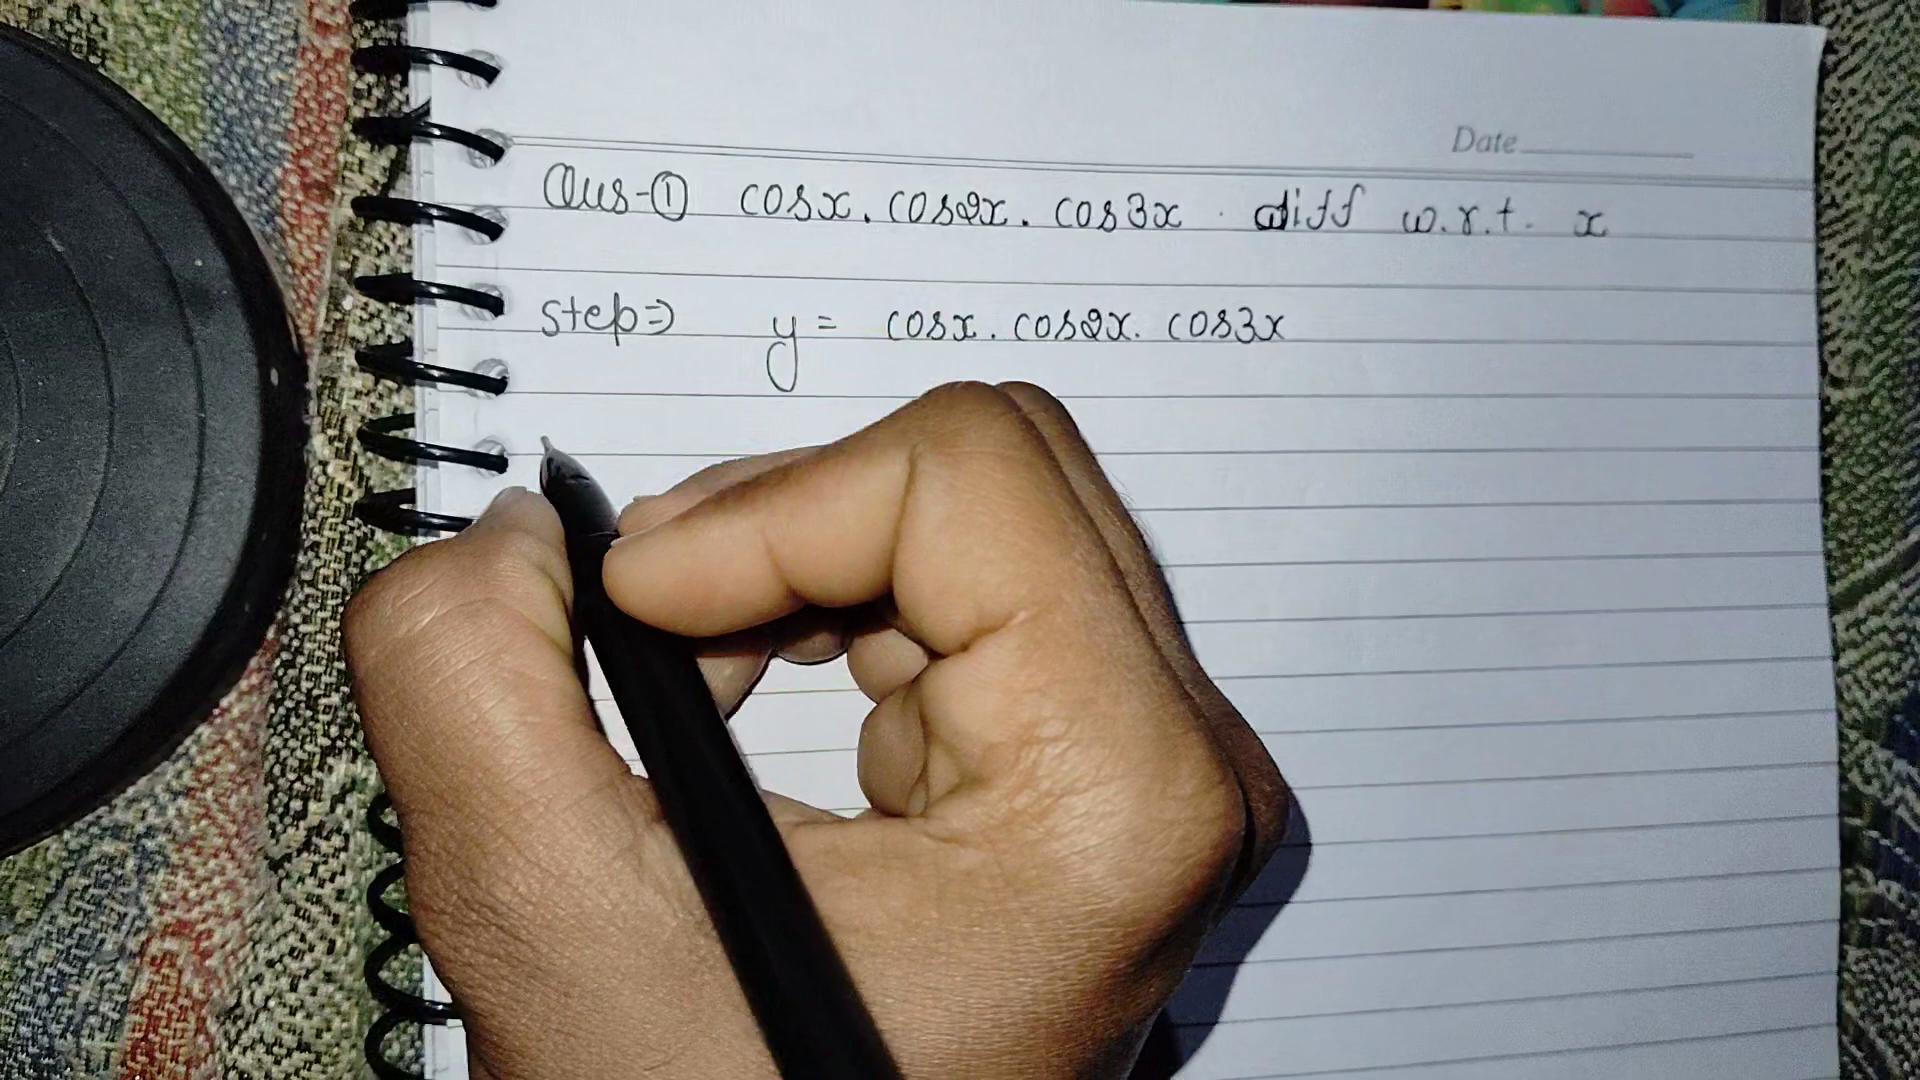 Date
Ques-① cosx. cos2x. cos3x. diff w.r.t. x
step⇒ y = cosx. cos2x. cos3x